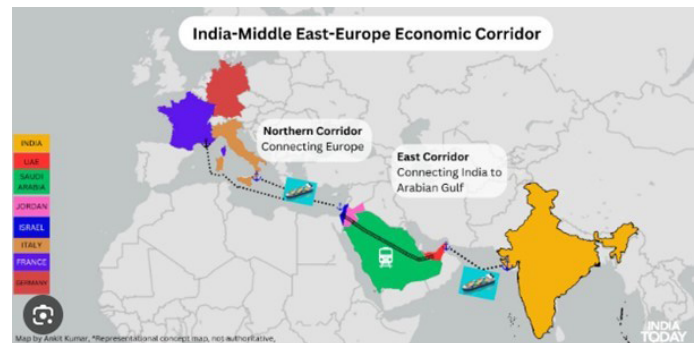 India-Middle East-Europe Economic Corridor
Northern Corridor
Connecting Europe
East Corridor
Connecting India to
Arabian Gulf
INDIA
UAE
SAUDI
ARABIA
JORDAN
ISRAEL
ITALY
FRANCE
GERMANY
Map by Ankit Kumar, *Representational concept map, not authoritative,
INDIA
TODAY